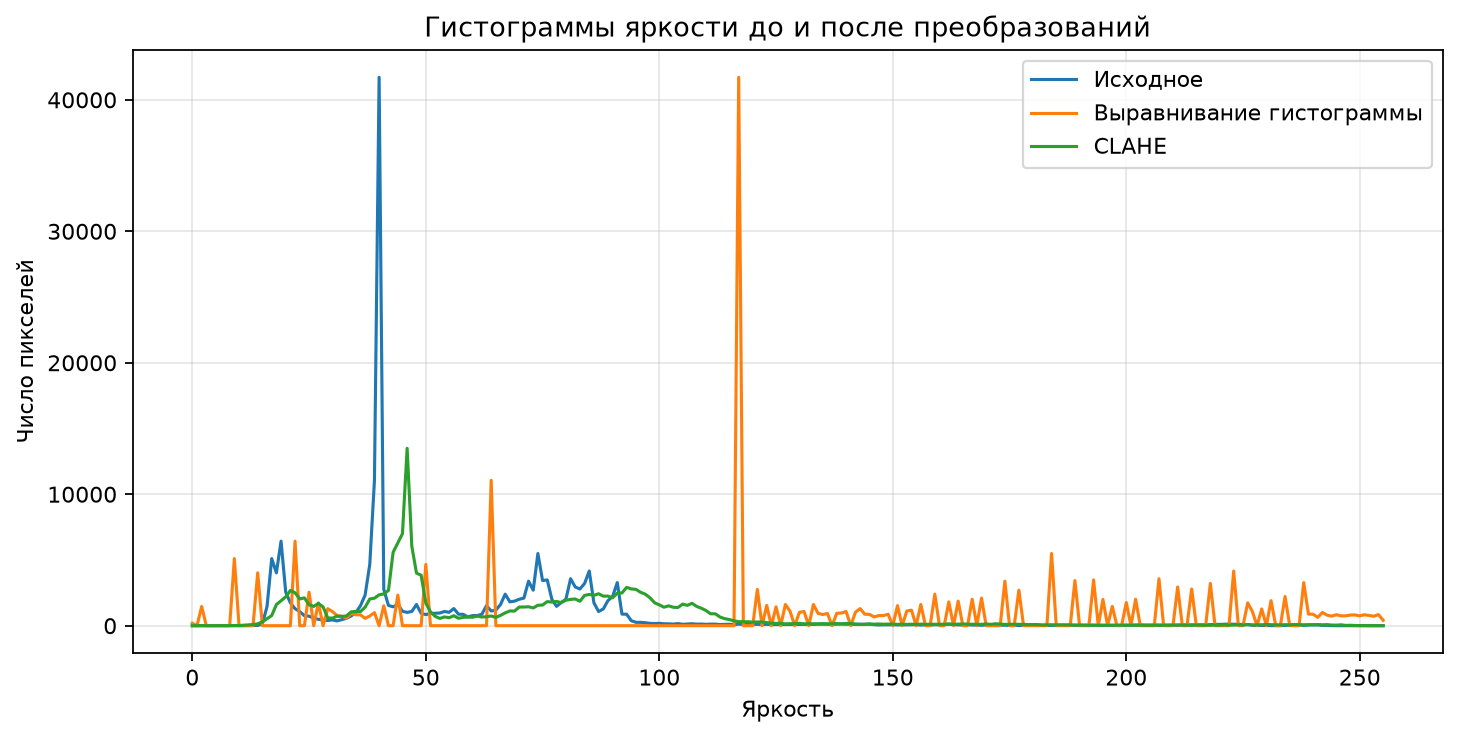 Гистограммы яркости до и после преобразований
Исходное
Выравнивание гистограммы
CLAHE
Число пикселей
40000
30000
20000
10000
0
0 50 100 150 200 250
Яркость